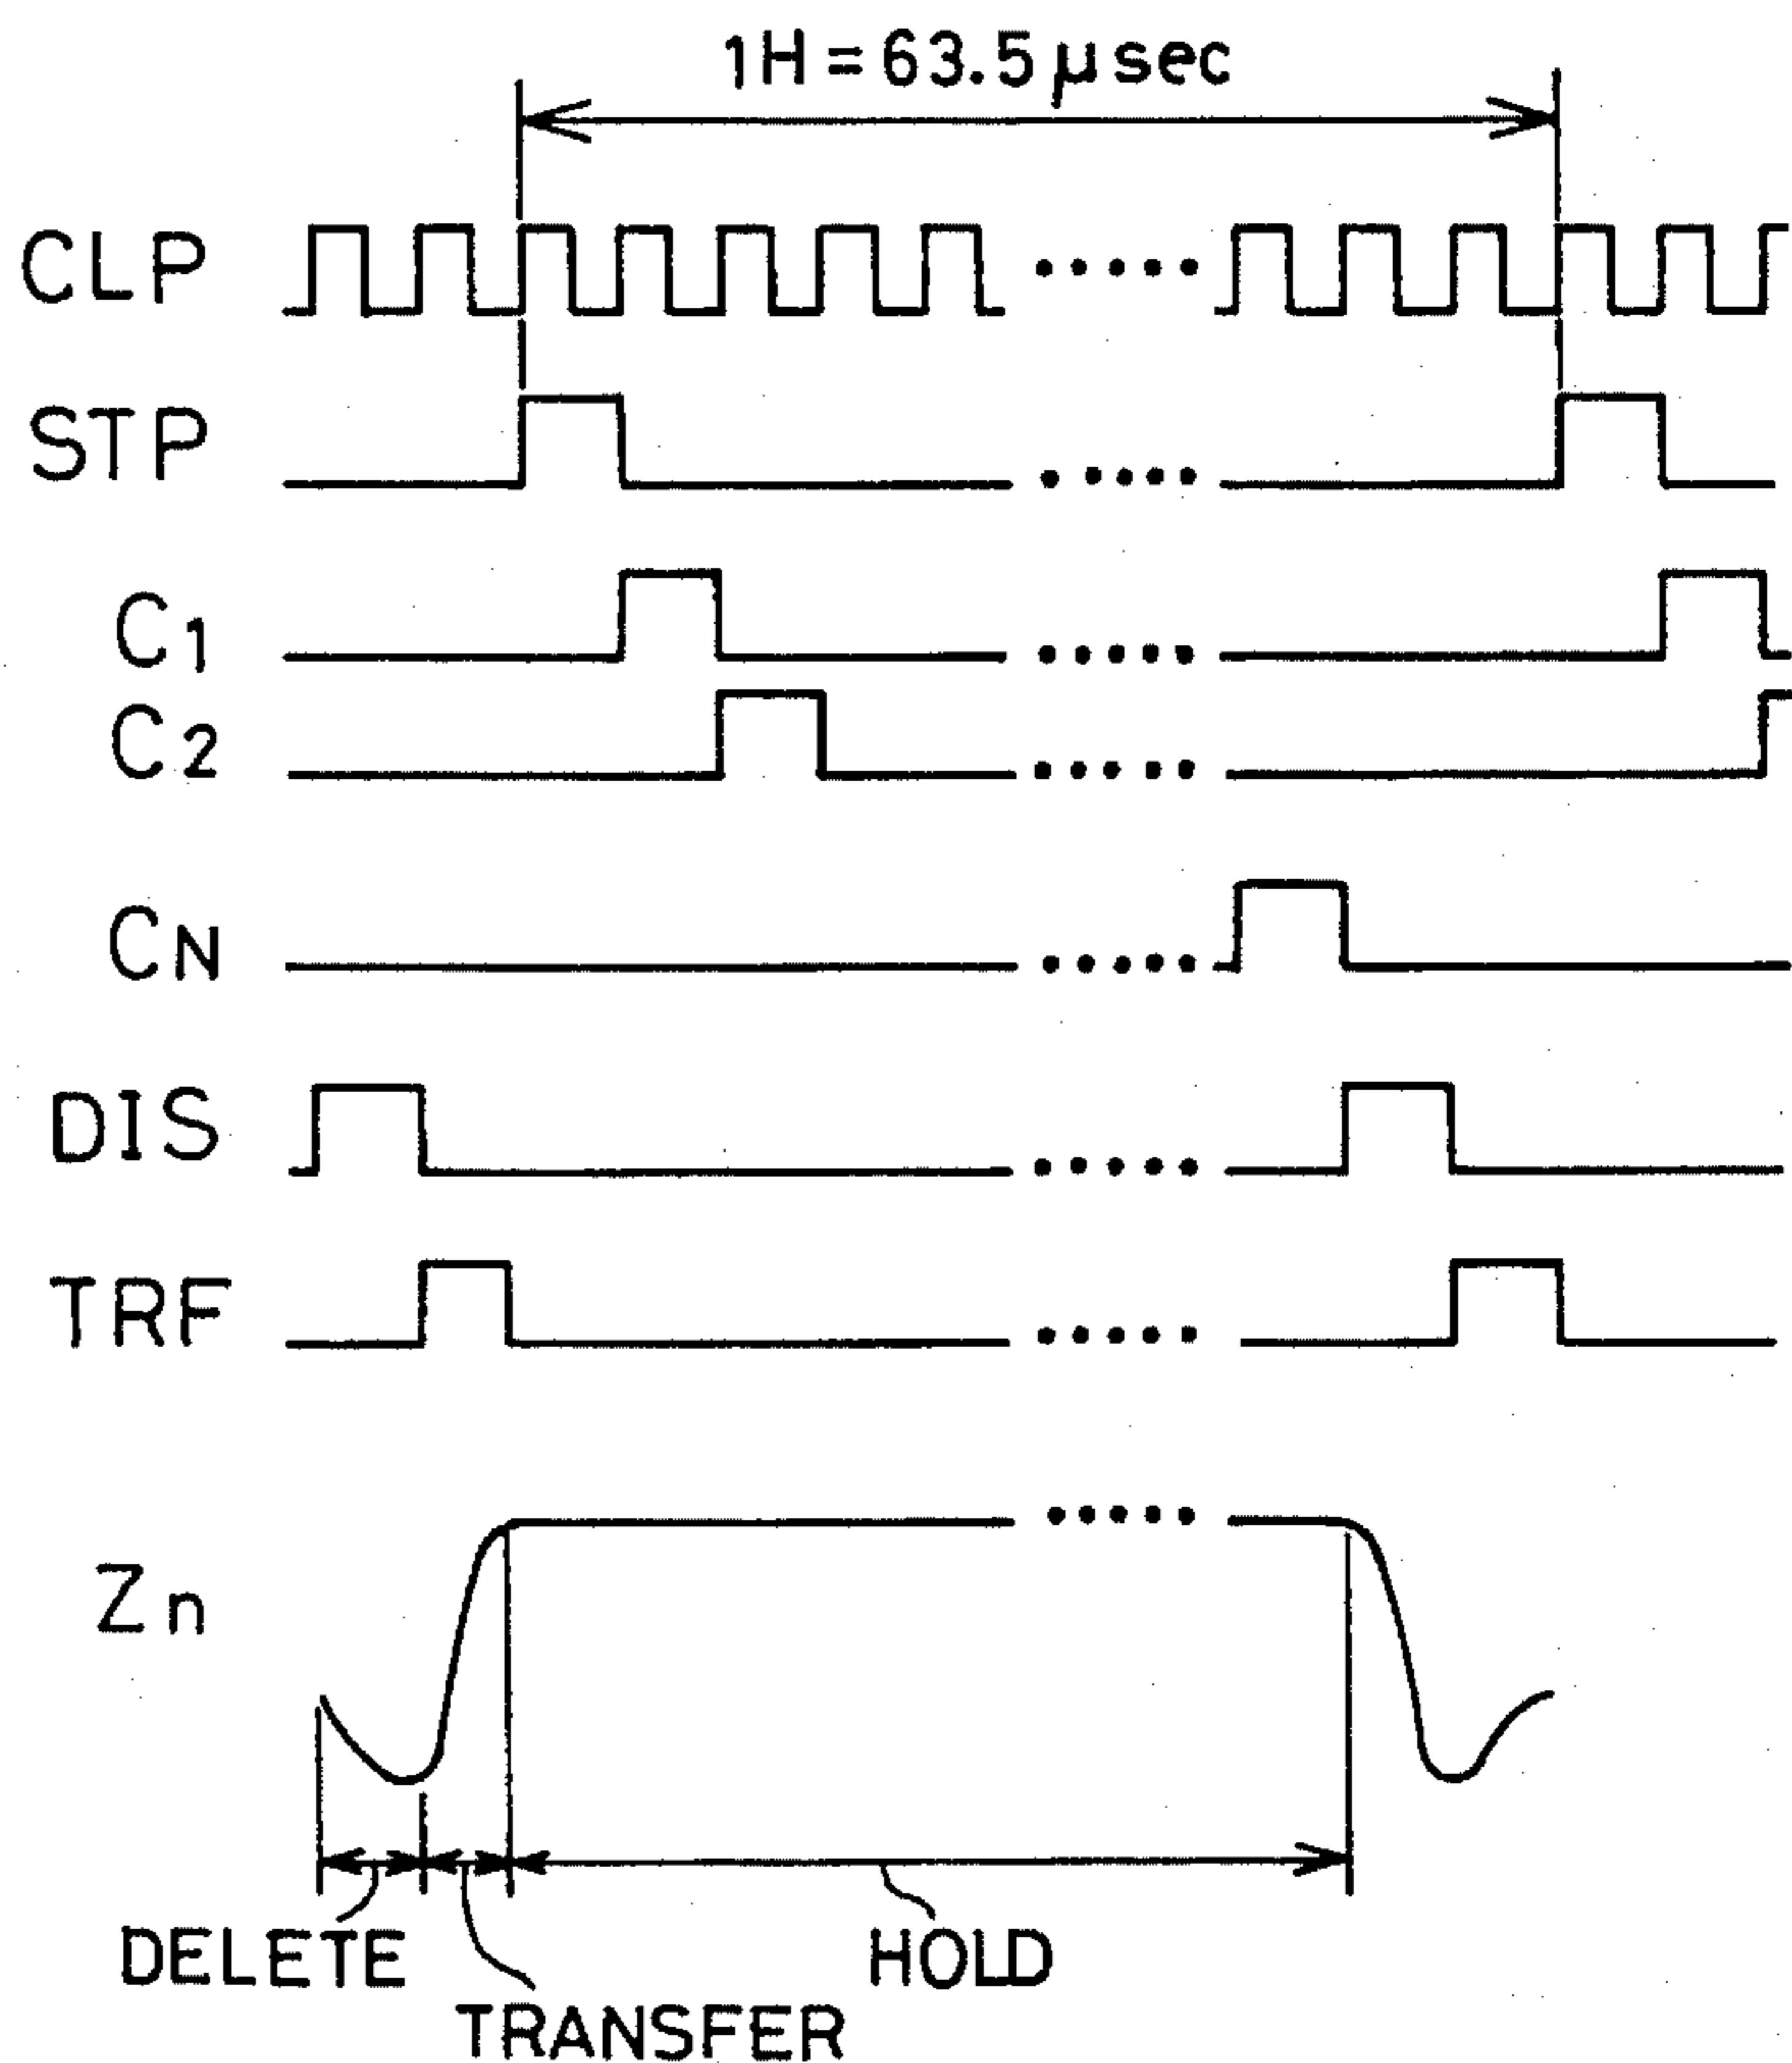 1H = 63.5 µsec
CLP
STP
C1
C2
CN
DIS
TRF
Zn
DELETE
HOLD
TRANSFER